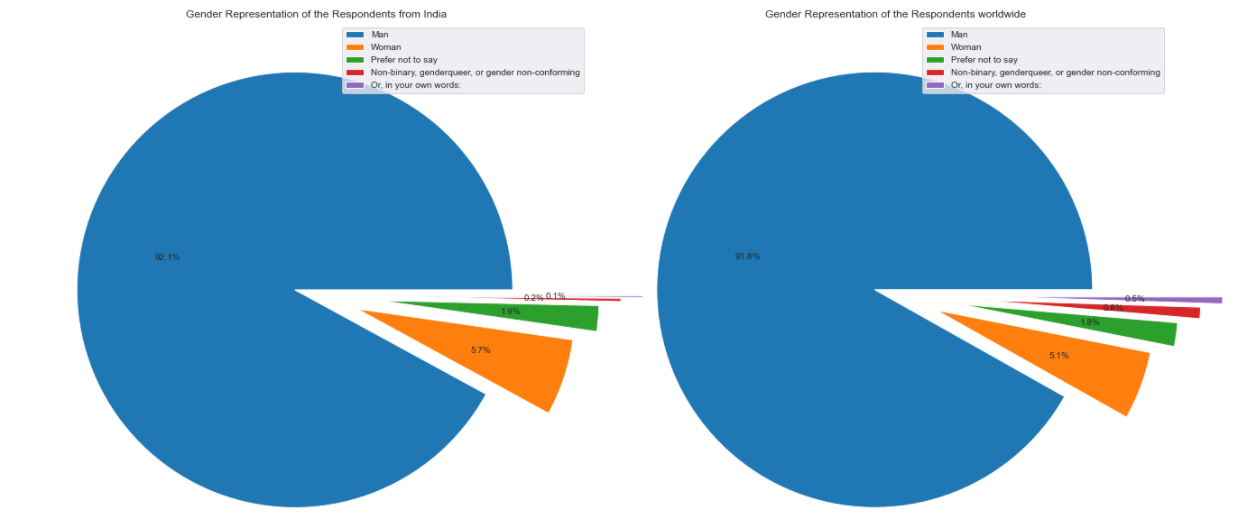 Gender Representation of the Respondents from India
Man
Woman
Prefer not to say
Non-binary, genderqueer, or gender non-conforming
Or, in your own words:
92.1%
0.1%
0.2%
1.9%
5.7%
Gender Representation of the Respondents worldwide
Man
Woman
Prefer not to say
Non-binary, genderqueer, or gender non-conforming
Or, in your own words:
91.8%
0.5%
0.8%
1.8%
5.1%